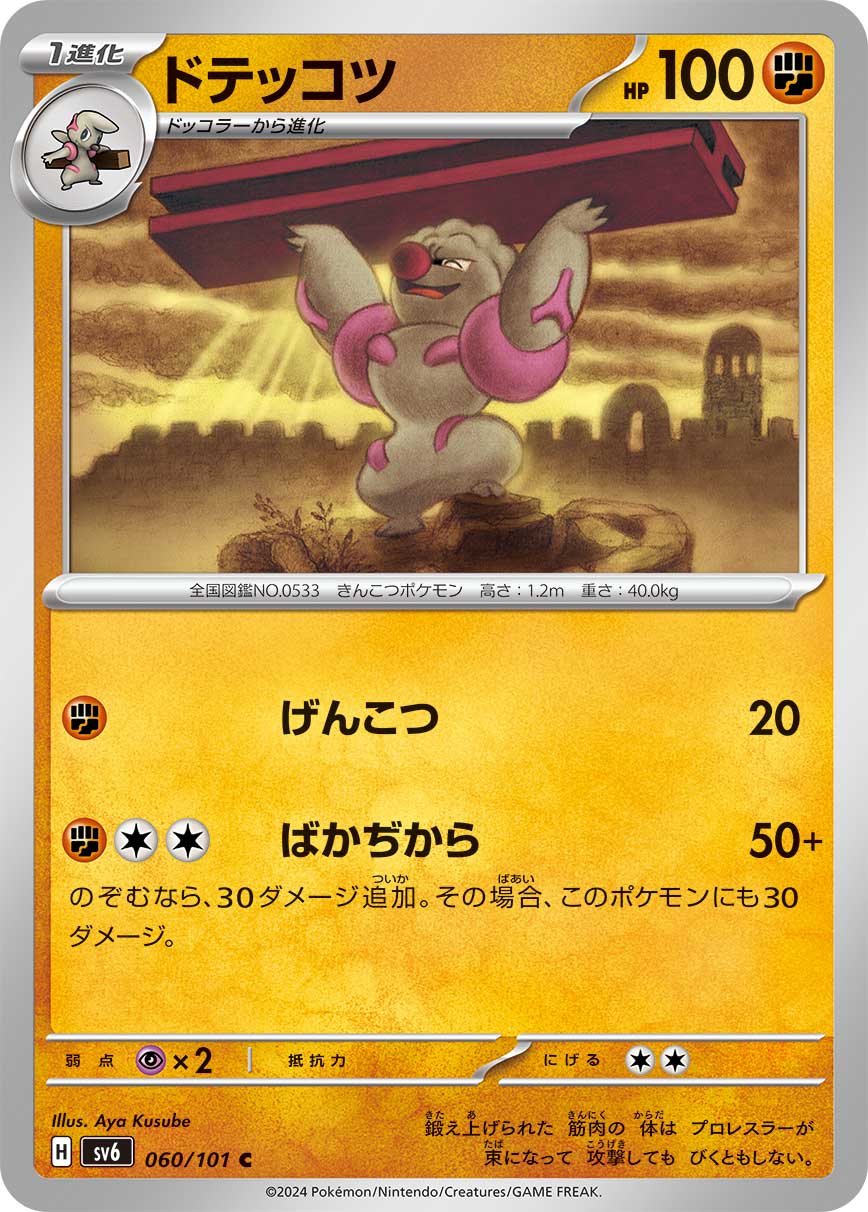 1進化
ドテッコツ
HP 100
ドッコラーから進化
全国図鑑NO.0533 きんこつポケモン 高さ：1.2m 重さ：40.0kg
げんこつ 20
ばかぢから 50+
のぞむなら、30ダメージ追加。その場合、このポケモンにも30
ダメージ。
弱点 ×2 抵抗力 にげる
Illus. Aya Kusube
鍛え上げられた 筋肉の 体は プロレスラーが
束になって 攻撃しても びくともしない。
H sv6 060/101 C
©2024 Pokémon/Nintendo/Creatures/GAME FREAK.